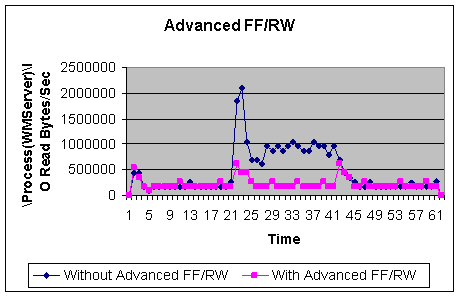 Advanced FF/RW
\Process(WMServer)\I
O Read Bytes/Sec
2500000
2000000
1500000
1000000
500000
0
1 5 9 13 17 21 25 29 33 37 41 45 49 53 57 61
Time
Without Advanced FF/RW With Advanced FF/RW